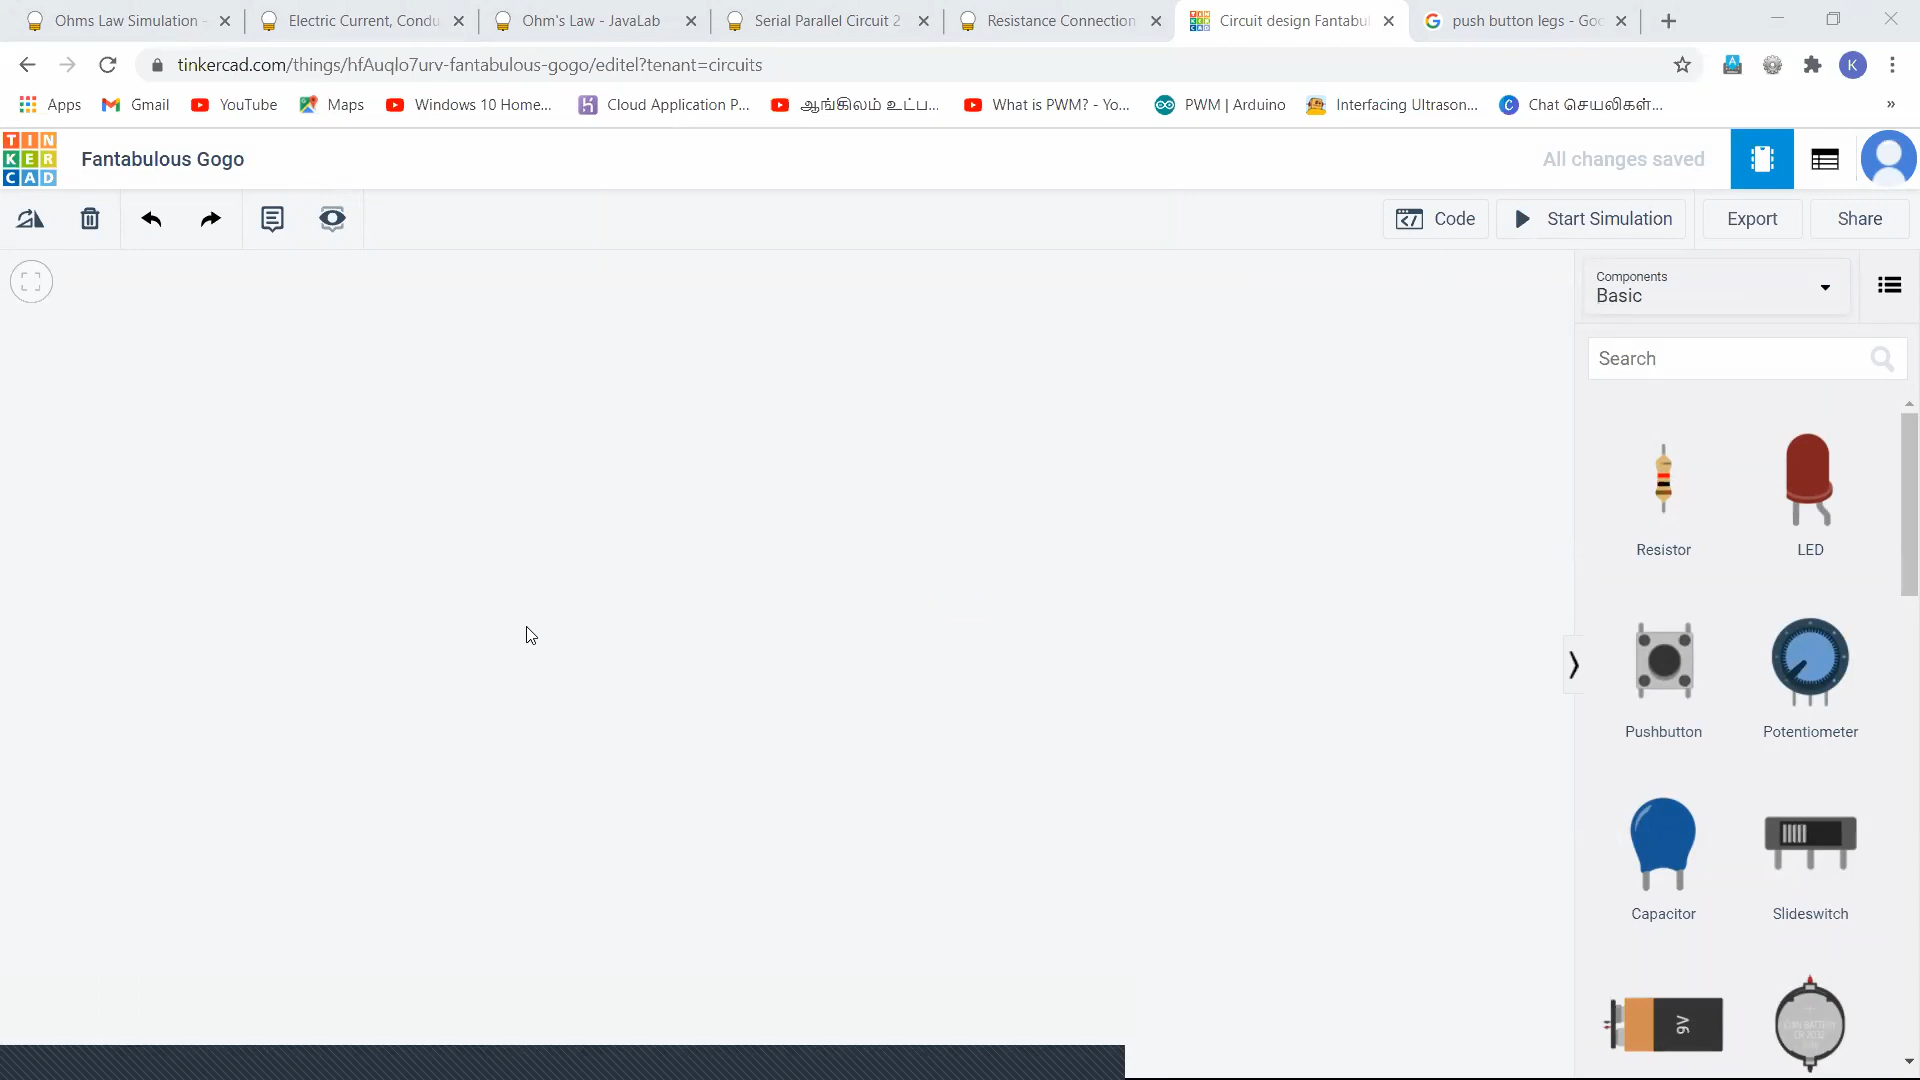 Ohms Law Simulation -
Electric Current, Condu
Ohm's Law - JavaLab
Serial Parallel Circuit 2
Resistance Connection
Circuit design Fantabul
push button legs - Goo
tinkercad.com/things/hfAuqlo7urv-fantabulous-gogo/editel?tenant=circuits
K
Apps
Gmail
YouTube
Maps
Windows 10 Home...
Cloud Application P...
ஆங்கிலம் உட்ப...
What is PWM? - Yo...
PWM | Arduino
Interfacing Ultrason...
Chat செயலிகள்...
»
TIN
KER
CAD
Fantabulous Gogo
All changes saved
Code
Start Simulation
Export
Share
Components
Basic
Search
Resistor
LED
Pushbutton
Potentiometer
Capacitor
Slideswitch
9V